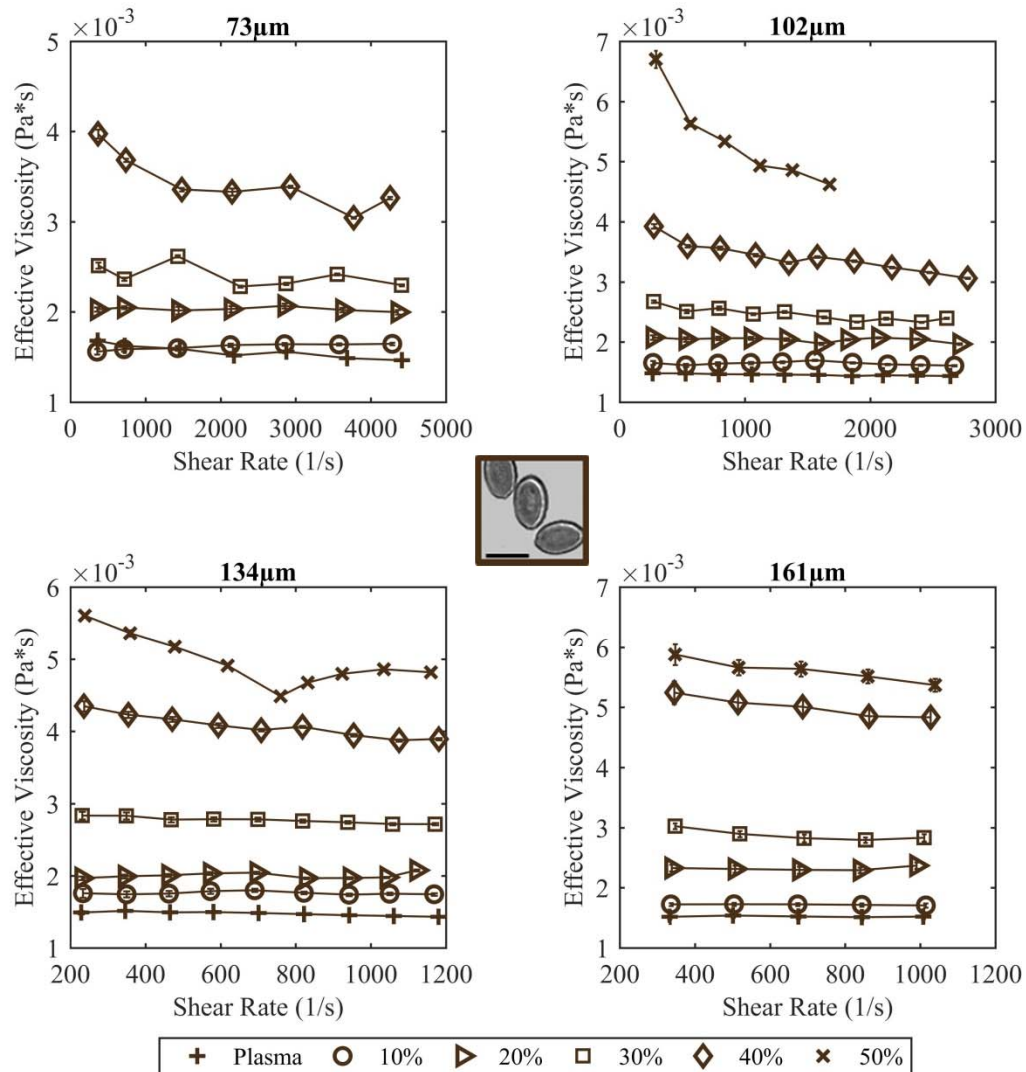 73µm
×10⁻³
5
4
3
2
1
Effective Viscosity (Pa*s)
0 1000 2000 3000 4000 5000
Shear Rate (1/s)
102µm
×10⁻³
7
6
5
4
3
2
1
Effective Viscosity (Pa*s)
0 1000 2000 3000
Shear Rate (1/s)
134µm
×10⁻³
6
5
4
3
2
1
Effective Viscosity (Pa*s)
200 400 600 800 1000 1200
Shear Rate (1/s)
161µm
×10⁻³
7
6
5
4
3
2
1
Effective Viscosity (Pa*s)
200 400 600 800 1000 1200
Shear Rate (1/s)
Plasma 10% 20% 30% 40% 50%